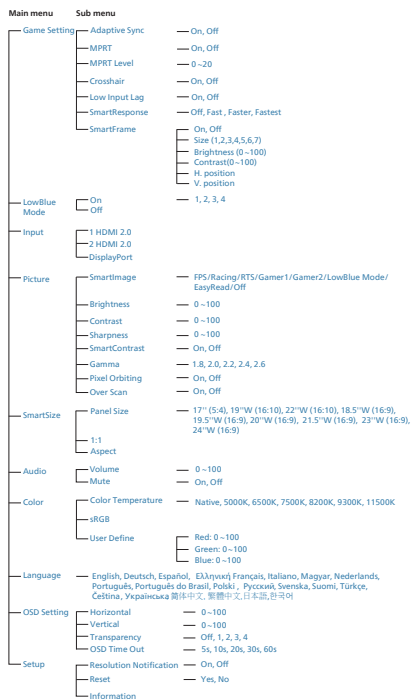 Main menu Sub menu
Game Setting Adaptive Sync On, Off
MPRT On, Off
MPRT Level 0~20
Crosshair On, Off
Low Input Lag On, Off
SmartResponse Off, Fast , Faster, Fastest
SmartFrame On, Off
Size (1,2,3,4,5,6,7)
Brightness (0~100)
Contrast(0~100)
H. position
V. position
LowBlue Mode On 1, 2, 3, 4
Off
Input 1 HDMI 2.0
2 HDMI 2.0
DisplayPort
Picture SmartImage FPS/Racing/RTS/Gamer1/Gamer2/LowBlue Mode/
EasyRead/Off
Brightness 0~100
Contrast 0~100
Sharpness 0~100
SmartContrast On, Off
Gamma 1.8, 2.0, 2.2, 2.4, 2.6
Pixel Orbiting On, Off
Over Scan On, Off
SmartSize Panel Size 17'' (5:4), 19''W (16:10), 22''W (16:10), 18.5''W (16:9),
19.5''W (16:9), 20''W (16:9), 21.5''W (16:9), 23''W (16:9),
24''W (16:9)
1:1
Aspect
Audio Volume 0~100
Mute On, Off
Color Color Temperature Native, 5000K, 6500K, 7500K, 8200K, 9300K, 11500K
sRGB
User Define Red: 0~100
Green: 0~100
Blue: 0~100
Language English, Deutsch, Español, Ελληνική Français, Italiano, Magyar, Nederlands,
Português, Português do Brasil, Polski , Русский, Svenska, Suomi, Türkçe,
Čeština , Українська 简体中文, 繁體中文,日本語,한국어
OSD Setting Horizontal 0~100
Vertical 0~100
Transparency Off, 1, 2, 3, 4
OSD Time Out 5s, 10s, 20s, 30s, 60s
Setup Resolution Notification On, Off
Reset Yes, No
Information